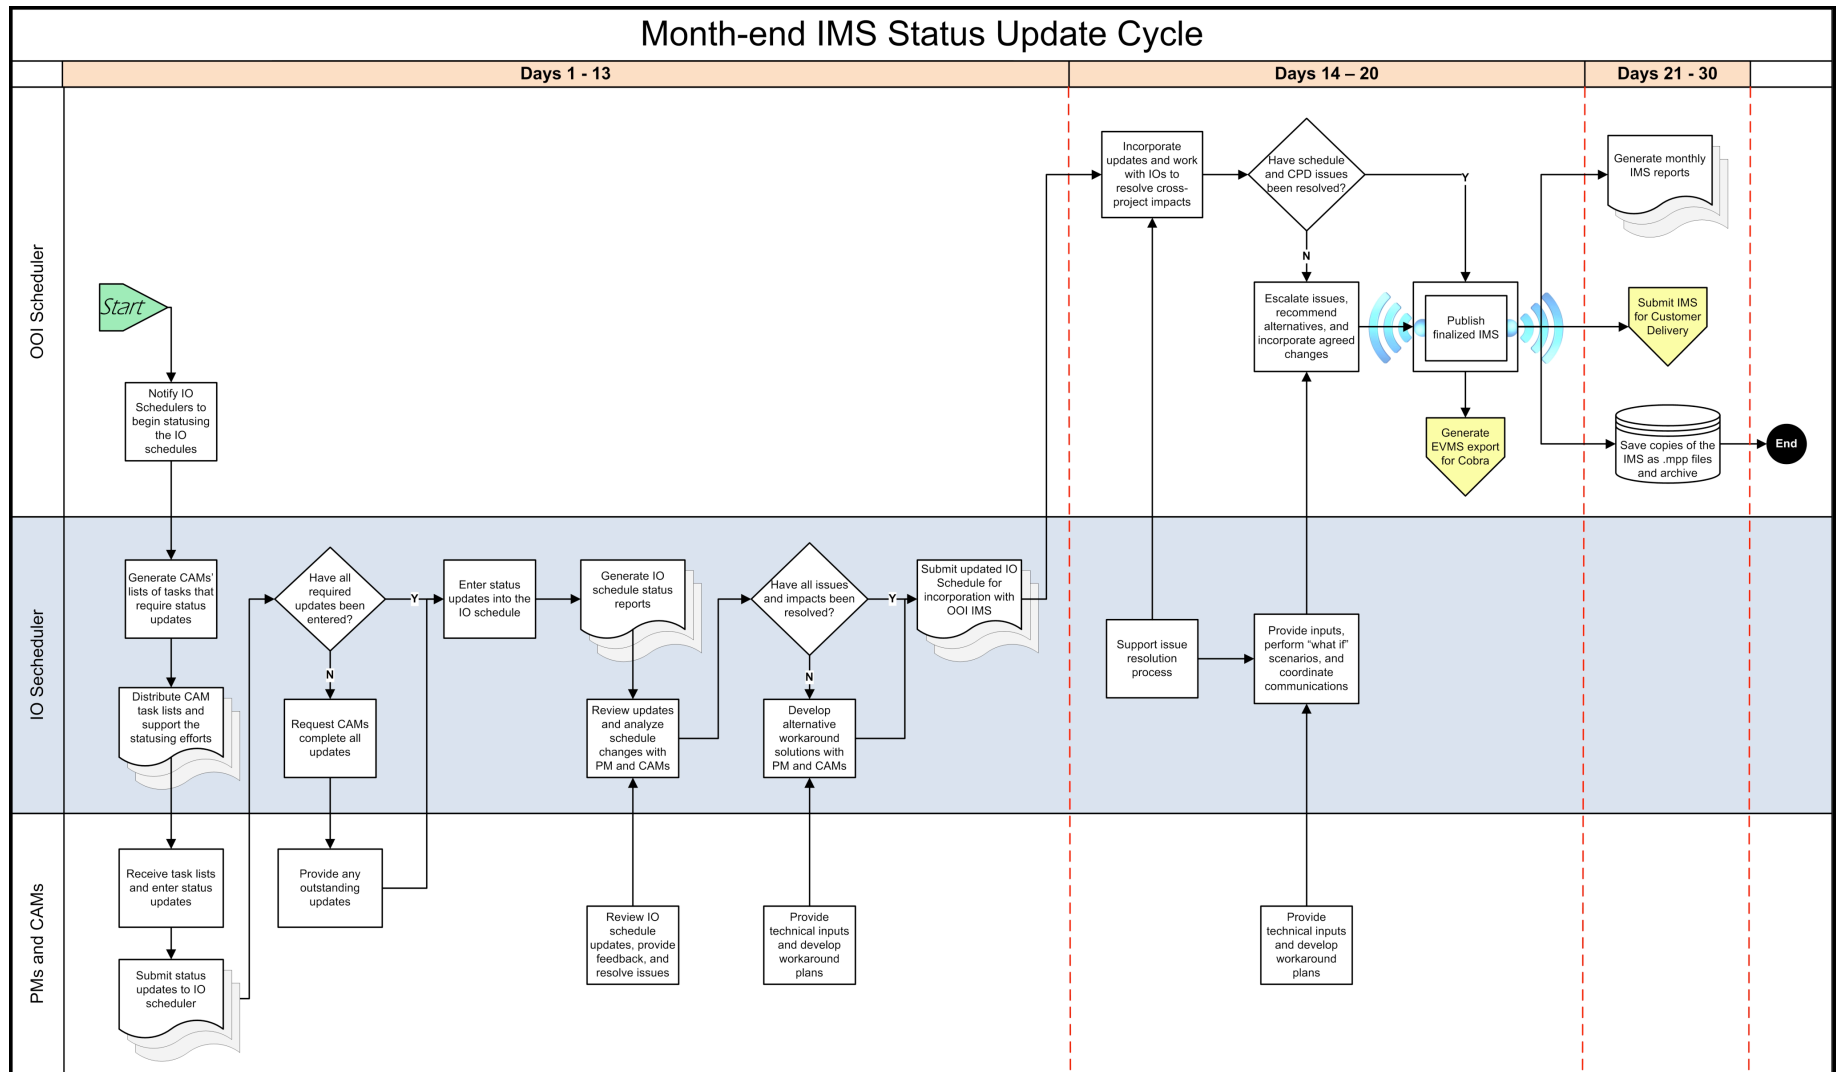 Month-end IMS Status Update Cycle
Days 1 - 13
Days 14 – 20
Days 21 - 30
OOI Scheduler
Start
Notify IO
Schedulers to
begin statusing
the IO
schedules
Incorporate
updates and work
with IOs to
resolve cross-
project impacts
Have schedule
and CPD issues
been resolved?
Y
N
Escalate issues,
recommend
alternatives, and
incorporate agreed
changes
Publish
finalized IMS
Generate
EVMS export
for Cobra
Generate monthly
IMS reports
Submit IMS
for Customer
Delivery
Save copies of the
IMS as .mpp files
and archive
End
IO Secheduler
Generate CAMs'
lists of tasks that
require status
updates
Distribute CAM
task lists and
support the
statusing efforts
Have all
required
updates been
entered?
Y
N
Request CAMs
complete all
updates
Enter status
updates into the
IO schedule
Generate IO
schedule status
reports
Review updates
and analyze
schedule
changes with
PM and CAMs
Have all issues
and impacts been
resolved?
Y
N
Develop
alternative
workaround
solutions with
PM and CAMs
Submit updated IO
Schedule for
incorporation with
OOI IMS
Support issue
resolution
process
Provide inputs,
perform “what if”
scenarios, and
coordinate
communications
PMs and CAMs
Receive task lists
and enter status
updates
Submit status
updates to IO
scheduler
Provide any
outstanding
updates
Review IO
schedule
updates, provide
feedback, and
resolve issues
Provide
technical inputs
and develop
workaround
plans
Provide
technical inputs
and develop
workaround
plans